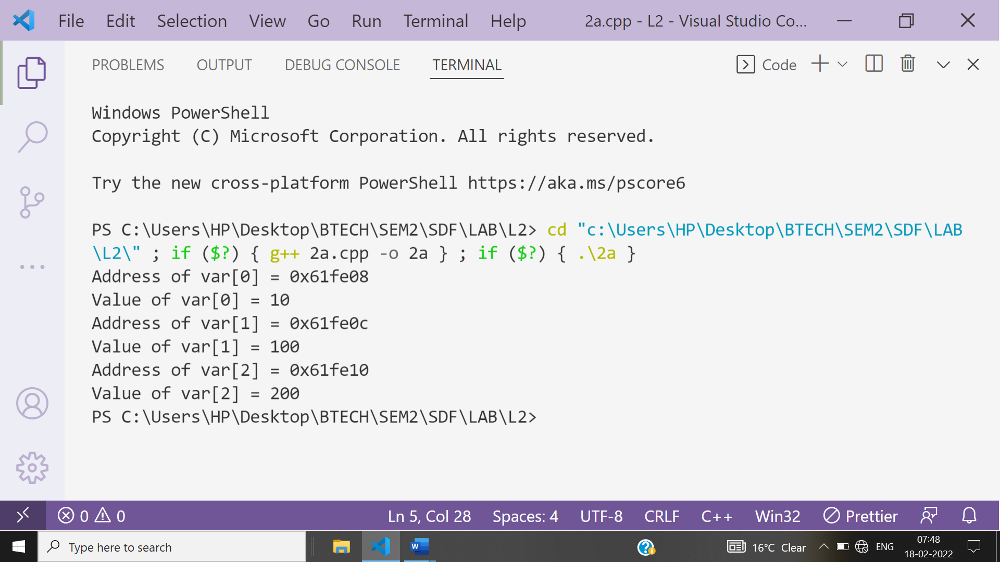 File Edit Selection View Go Run Terminal Help 2a.cpp - L2 - Visual Studio Co...
PROBLEMS OUTPUT DEBUG CONSOLE TERMINAL Code
Windows PowerShell
Copyright (C) Microsoft Corporation. All rights reserved.
Try the new cross-platform PowerShell https://aka.ms/pscore6
PS C:\Users\HP\Desktop\BTECH\SEM2\SDF\LAB\L2> cd "c:\Users\HP\Desktop\BTECH\SEM2\SDF\LAB
\L2\" ; if ($?) { g++ 2a.cpp -o 2a } ; if ($?) { .\2a }
Address of var[0] = 0x61fe08
Value of var[0] = 10
Address of var[1] = 0x61fe0c
Value of var[1] = 100
Address of var[2] = 0x61fe10
Value of var[2] = 200
PS C:\Users\HP\Desktop\BTECH\SEM2\SDF\LAB\L2>
0 0 Ln 5, Col 28 Spaces: 4 UTF-8 CRLF C++ Win32 Prettier
Type here to search W 16°C Clear ENG 07:48
18-02-2022